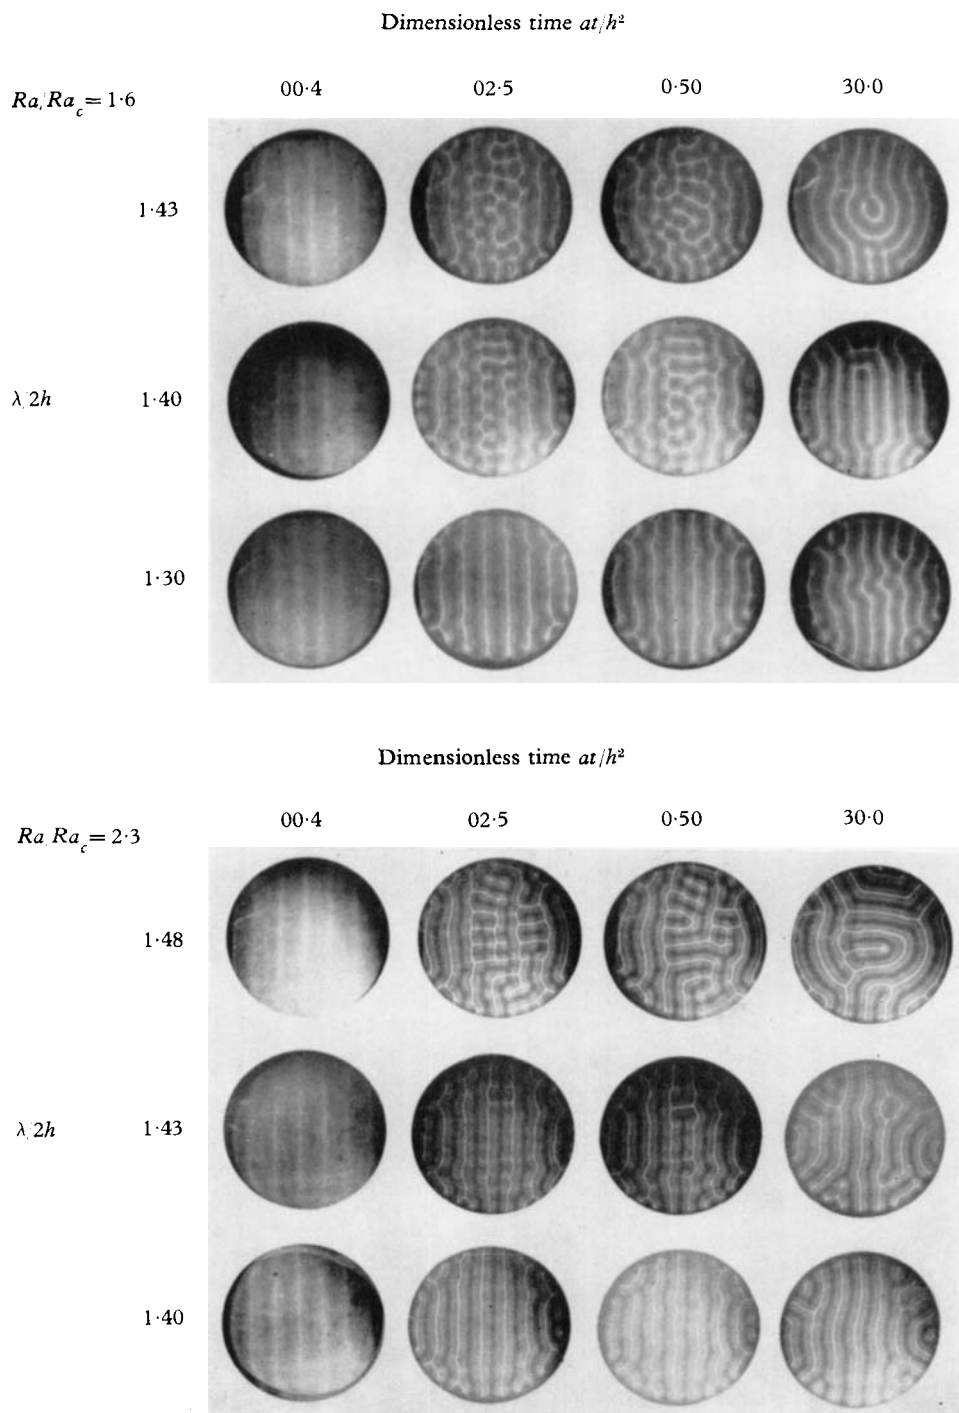 Dimensionless time at/h²
Ra/Ra_c = 1·6
00·4 02·5 0·50 30·0
1·43
λ/2h 1·40
1·30
Dimensionless time at/h²
Ra Ra_c = 2·3
00·4 02·5 0·50 30·0
1·48
λ/2h 1·43
1·40